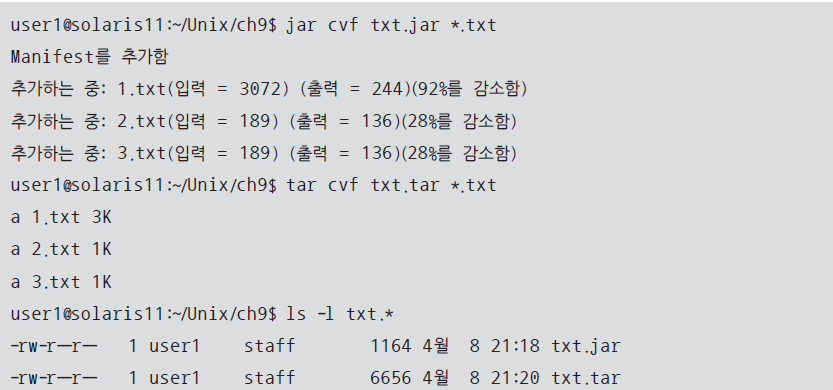 user1@solaris11:~/Unix/ch9$ jar cvf txt.jar *.txt
Manifest를 추가함
추가하는 중: 1.txt(입력 = 3072) (출력 = 244)(92%를 감소함)
추가하는 중: 2.txt(입력 = 189) (출력 = 136)(28%를 감소함)
추가하는 중: 3.txt(입력 = 189) (출력 = 136)(28%를 감소함)
user1@solaris11:~/Unix/ch9$ tar cvf txt.tar *.txt
a 1.txt 3K
a 2.txt 1K
a 3.txt 1K
user1@solaris11:~/Unix/ch9$ ls -l txt.*
-rw-r—r— 1 user1 staff 1164 4월 8 21:18 txt.jar
-rw-r—r— 1 user1 staff 6656 4월 8 21:20 txt.tar